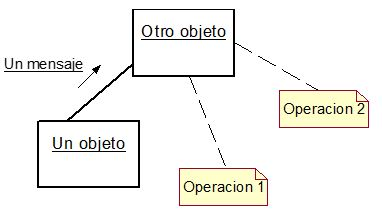 Otro objeto
Un mensaje
Operacion 2
Un objeto
Operacion 1